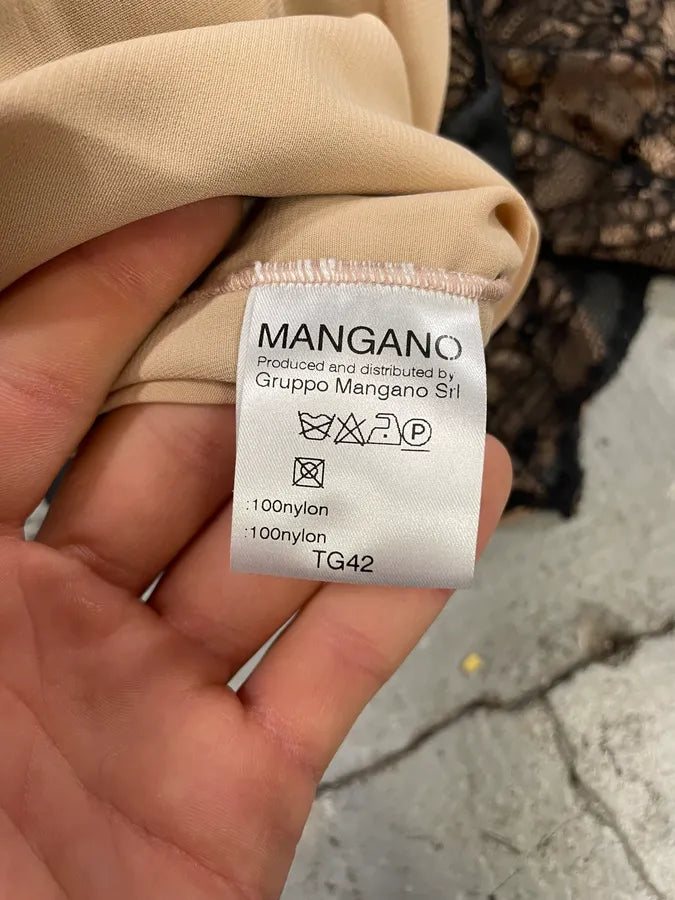 MANGANO
Produced and distributed by
Gruppo Mangano Srl
P
:100nylon
:100nylon
TG42